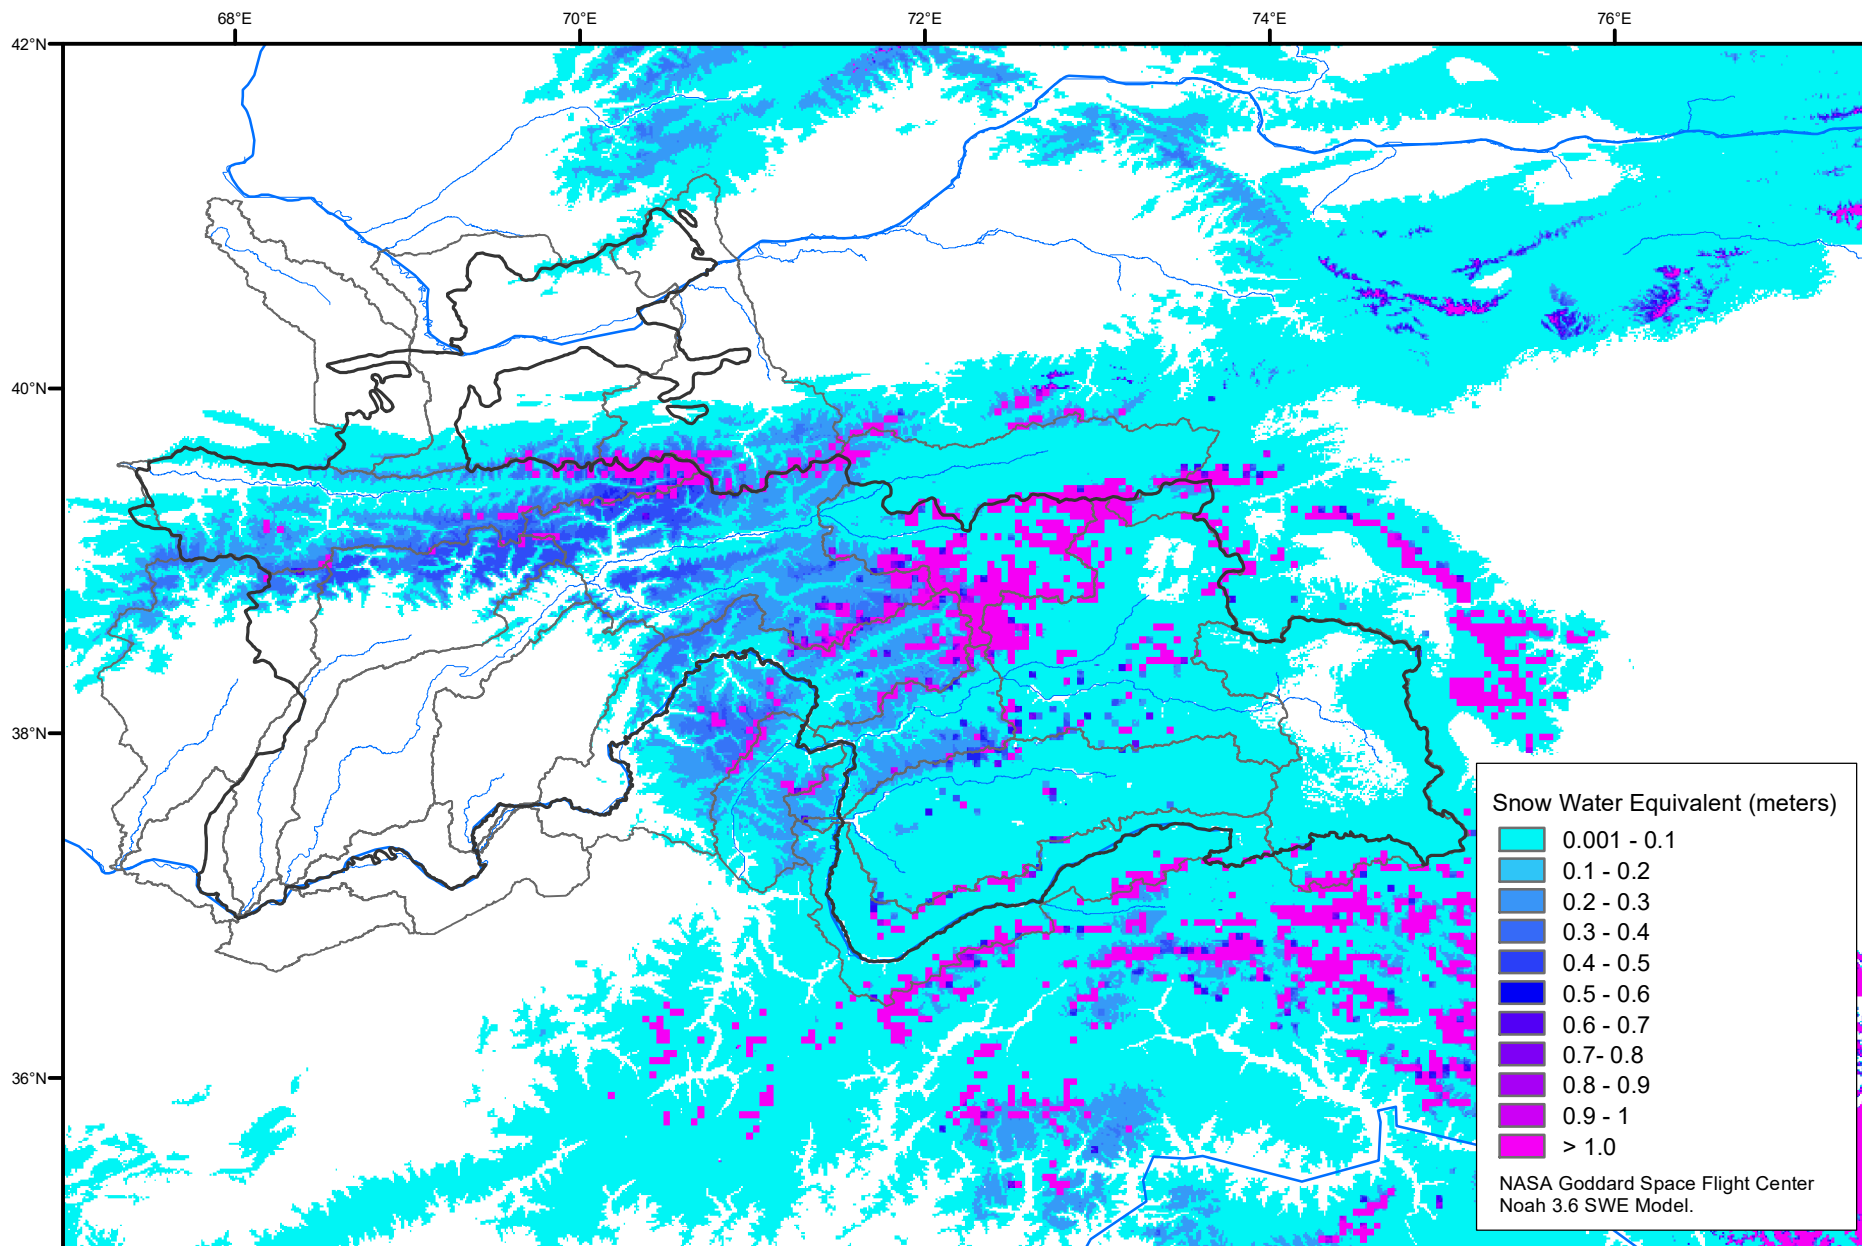 68°E 70°E 72°E 74°E 76°E
42°N
40°N
38°N
36°N
Snow Water Equivalent (meters)
0.001 - 0.1
0.1 - 0.2
0.2 - 0.3
0.3 - 0.4
0.4 - 0.5
0.5 - 0.6
0.6 - 0.7
0.7- 0.8
0.8 - 0.9
0.9 - 1
> 1.0
NASA Goddard Space Flight Center
Noah 3.6 SWE Model.